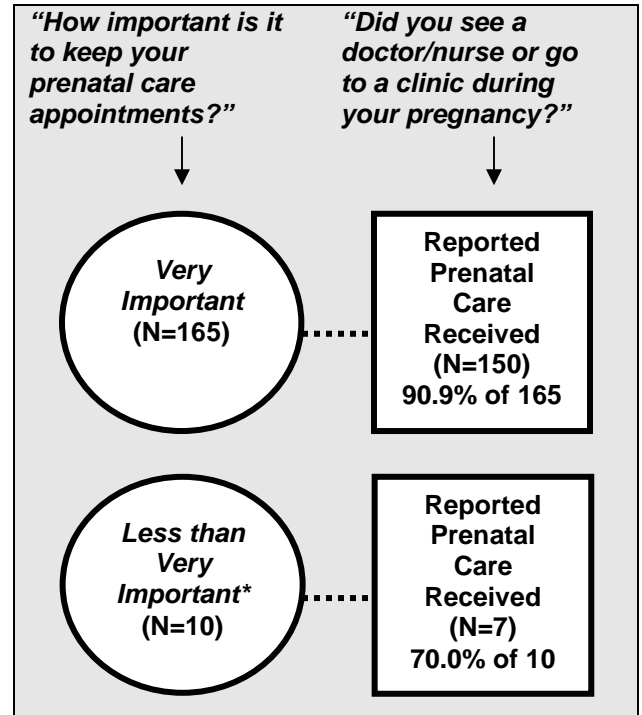 “How important is it
to keep your
prenatal care
appointments?”
“Did you see a
doctor/nurse or go
to a clinic during
your pregnancy?”
Very
Important
(N=165)
Reported
Prenatal
Care
Received
(N=150)
90.9% of 165
Less than
Very
Important*
(N=10)
Reported
Prenatal
Care
Received
(N=7)
70.0% of 10